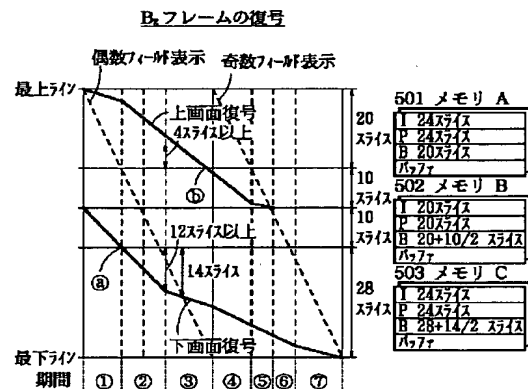 B₂フレームの復号
偶数フィールド表示
奇数フィールド表示
最上ライン
上画面復号
4スライス以上
ⓑ
20
スライス
10
スライス
10
スライス
12スライス以上
ⓐ
14スライス
28
スライス
下画面復号
最下ライン
期間
① ② ③ ④ ⑤ ⑥ ⑦
501 メモリ A
I 24スライス
P 24スライス
B 20スライス
バッファ
502 メモリ B
I 20スライス
P 20スライス
B 20+10/2 スライス
バッファ
503 メモリ C
I 24スライス
P 24スライス
B 28+14/2 スライス
バッファ